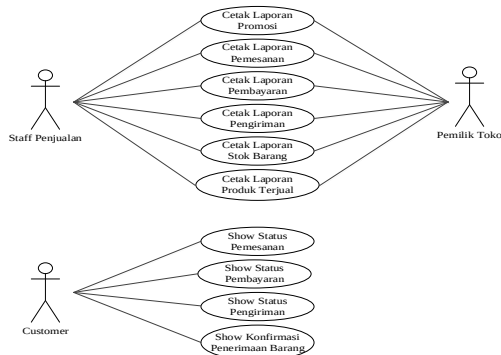 Cetak Laporan
Promosi
Cetak Laporan
Pemesanan
Cetak Laporan
Pembayaran
Cetak Laporan
Pengiriman
Cetak Laporan
Stok Barang
Cetak Laporan
Produk Terjual
Staff Penjualan
Pemilik Toko
Show Status
Pemesanan
Show Status
Pembayaran
Show Status
Pengiriman
Show Konfirmasi
Penerimaan Barang
Customer